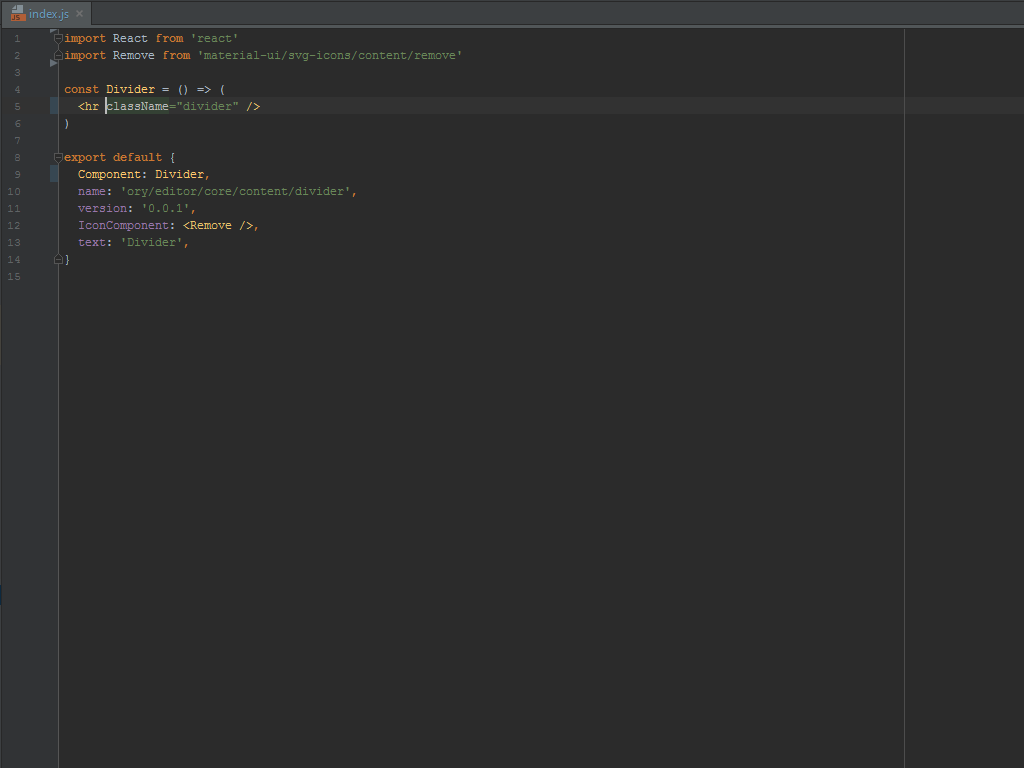 index.js
1 import React from 'react'
2 import Remove from 'material-ui/svg-icons/content/remove'
3
4 const Divider = () => (
5 <hr className="divider" />
6 )
7
8 export default {
9 Component: Divider,
10 name: 'ory/editor/core/content/divider',
11 version: '0.0.1',
12 IconComponent: <Remove />,
13 text: 'Divider',
14 }
15